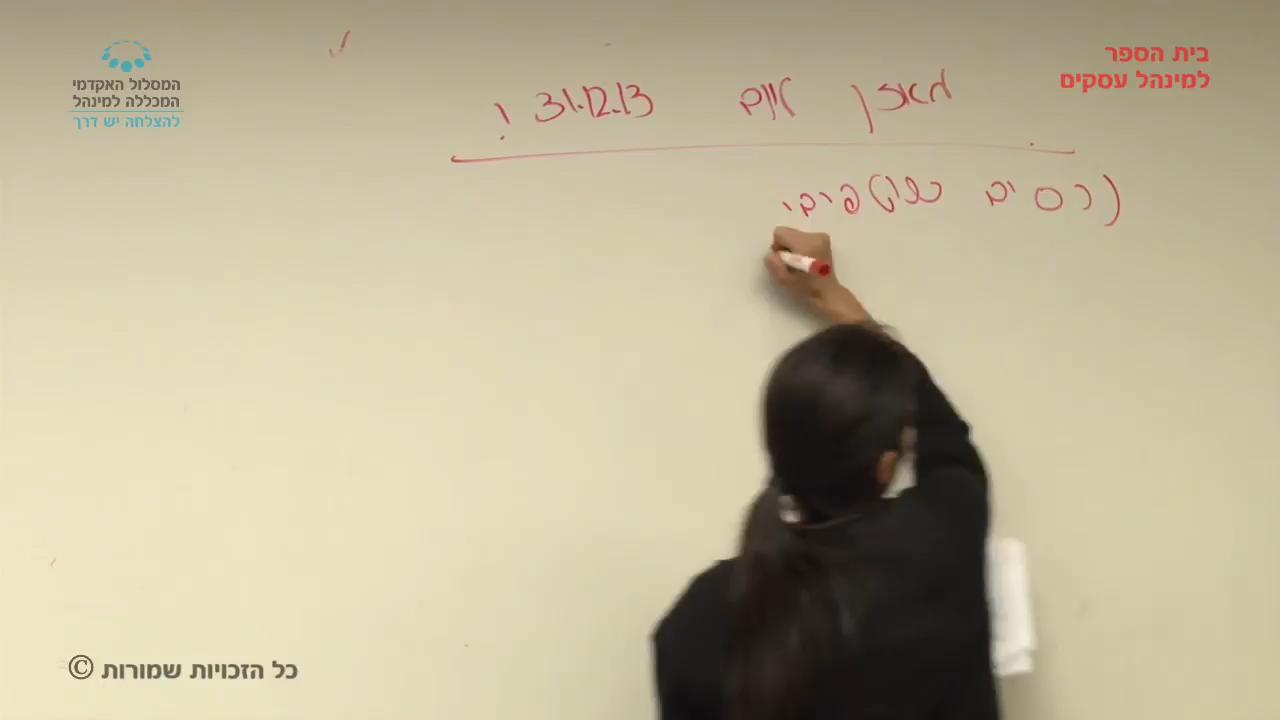 בית הספר
למינהל עסקים
המסלול האקדמי
המכללה למינהל
להצלחה יש דרך
מאזן ליום 31.12.13
נכסים
כל הזכויות שמורות ©